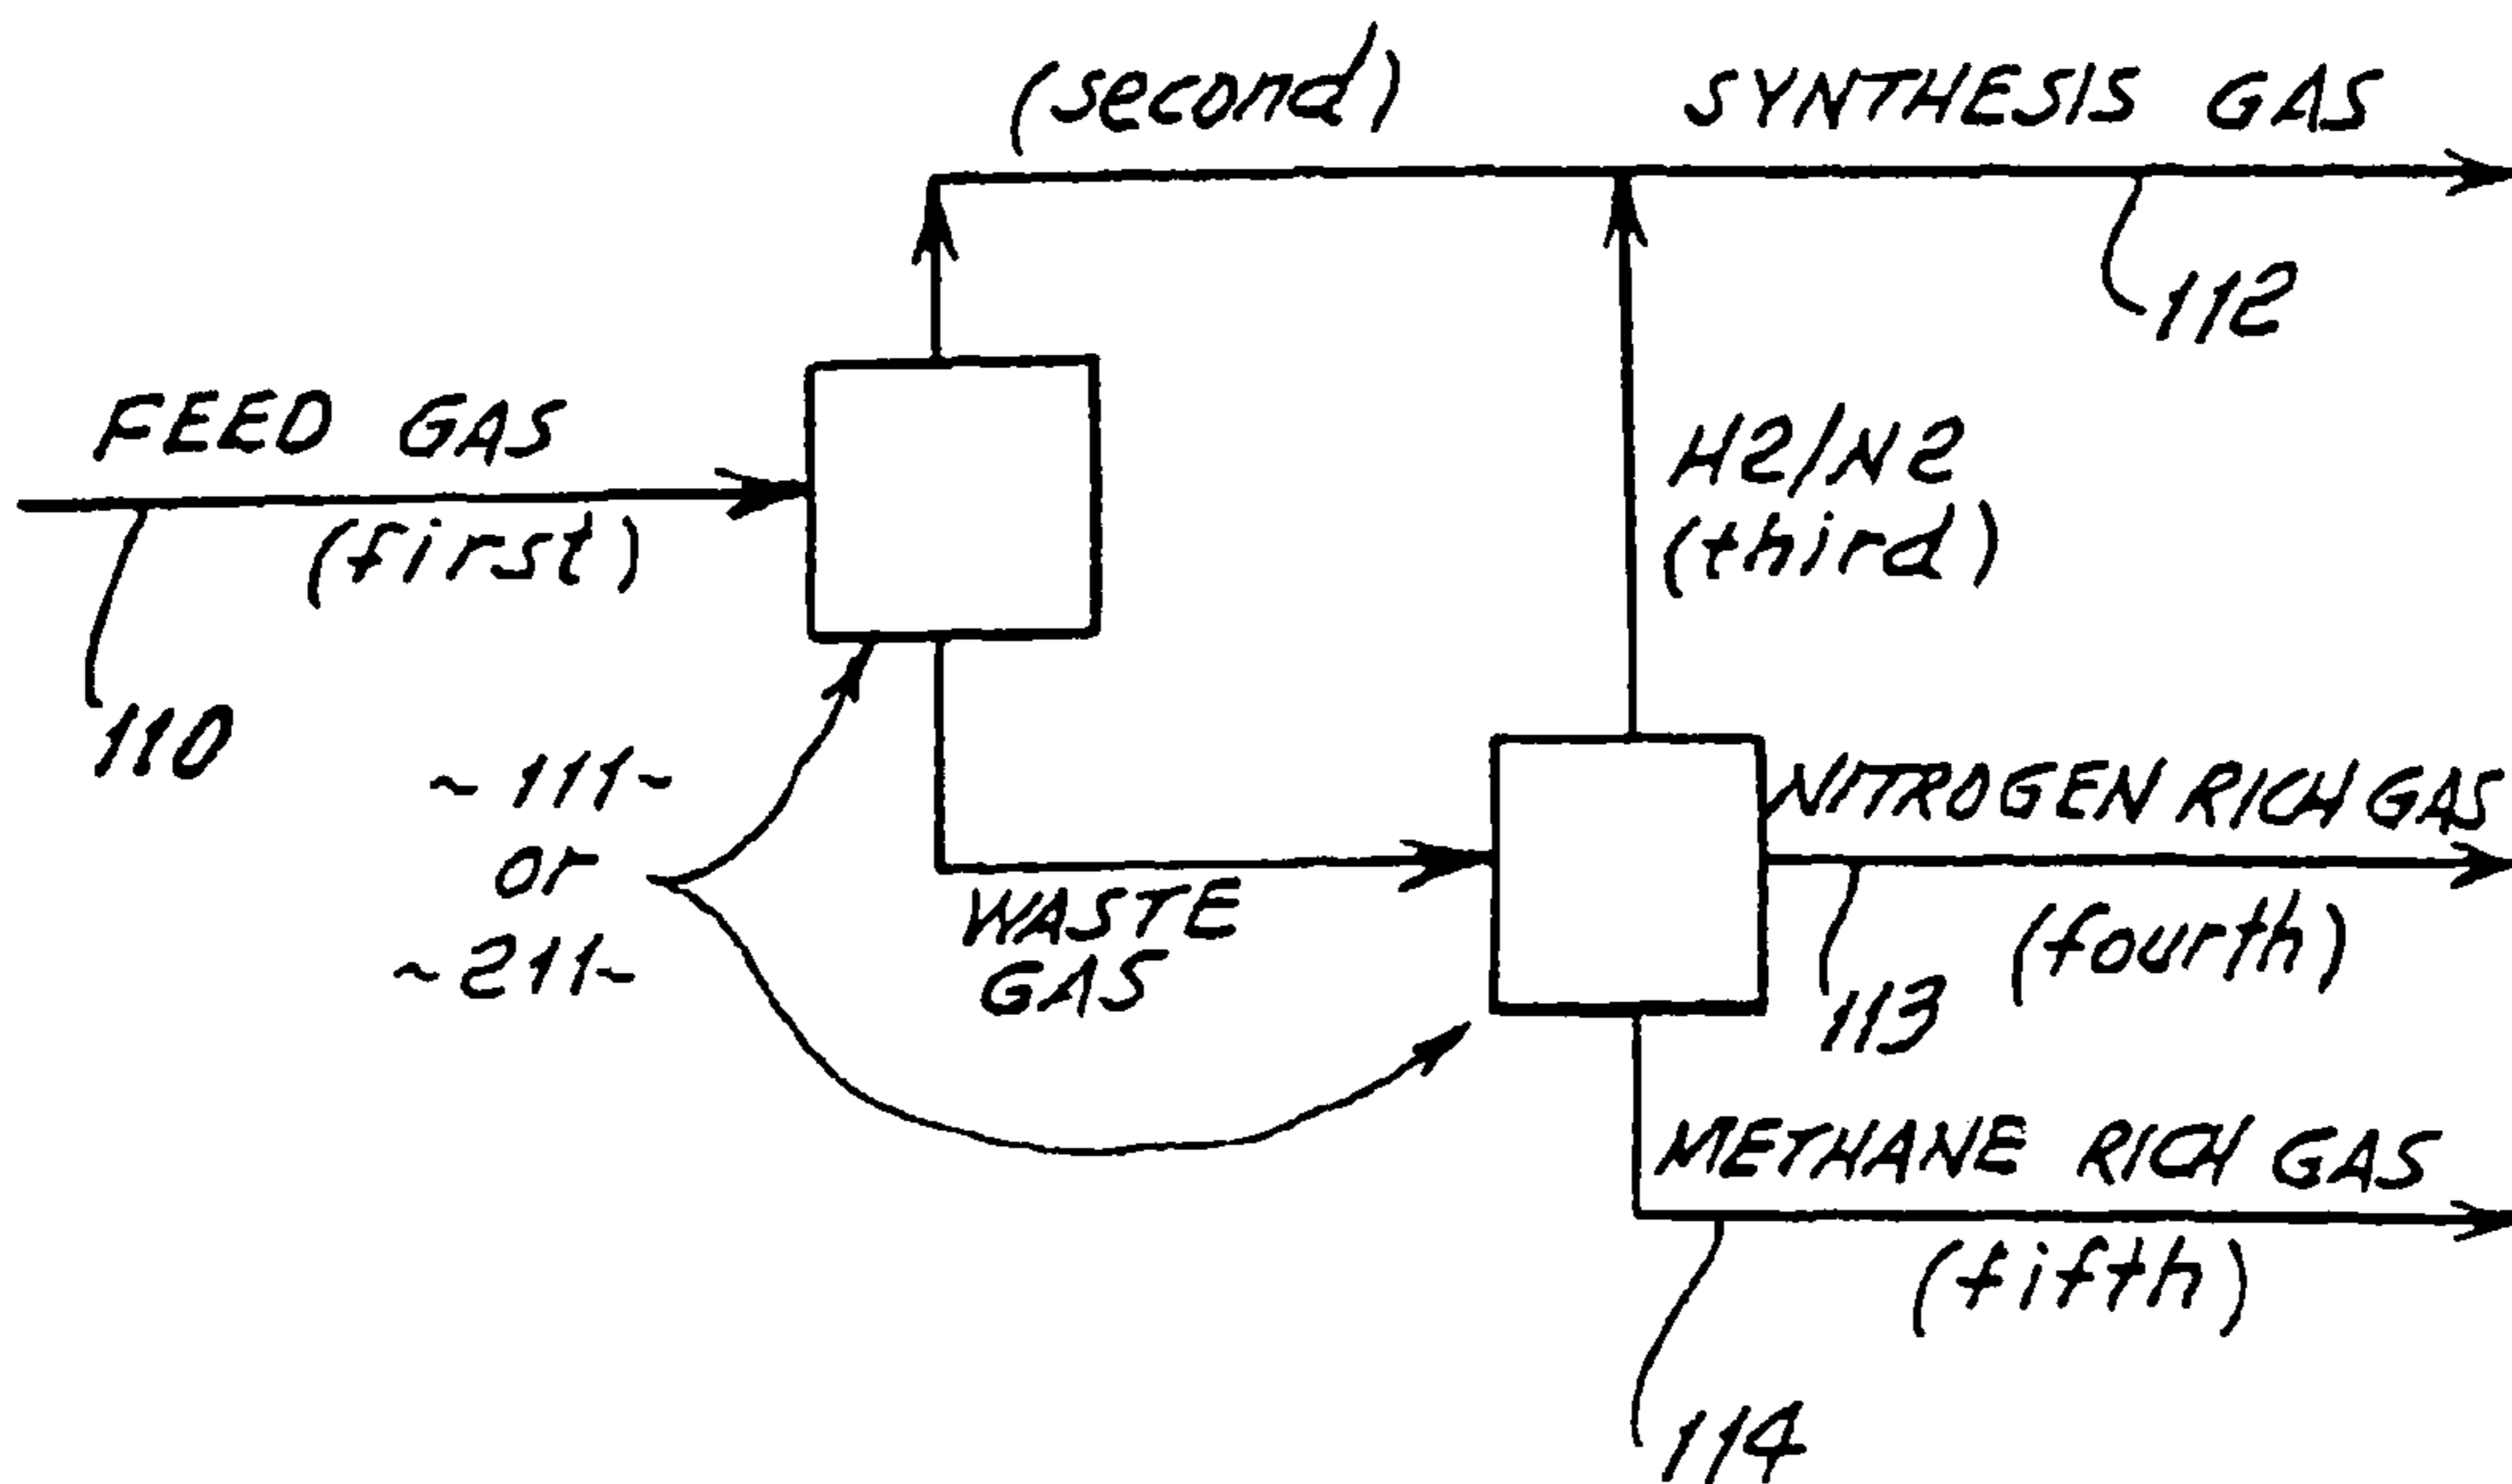 (second)
SYNTHESIS GAS
112
FEED GAS
(first)
110
H2/N2
(third)
~111~
or
~211~
WASTE
GAS
NITROGEN RICH GAS
(fourth)
113
METHANE RICH GAS
(fifth)
114